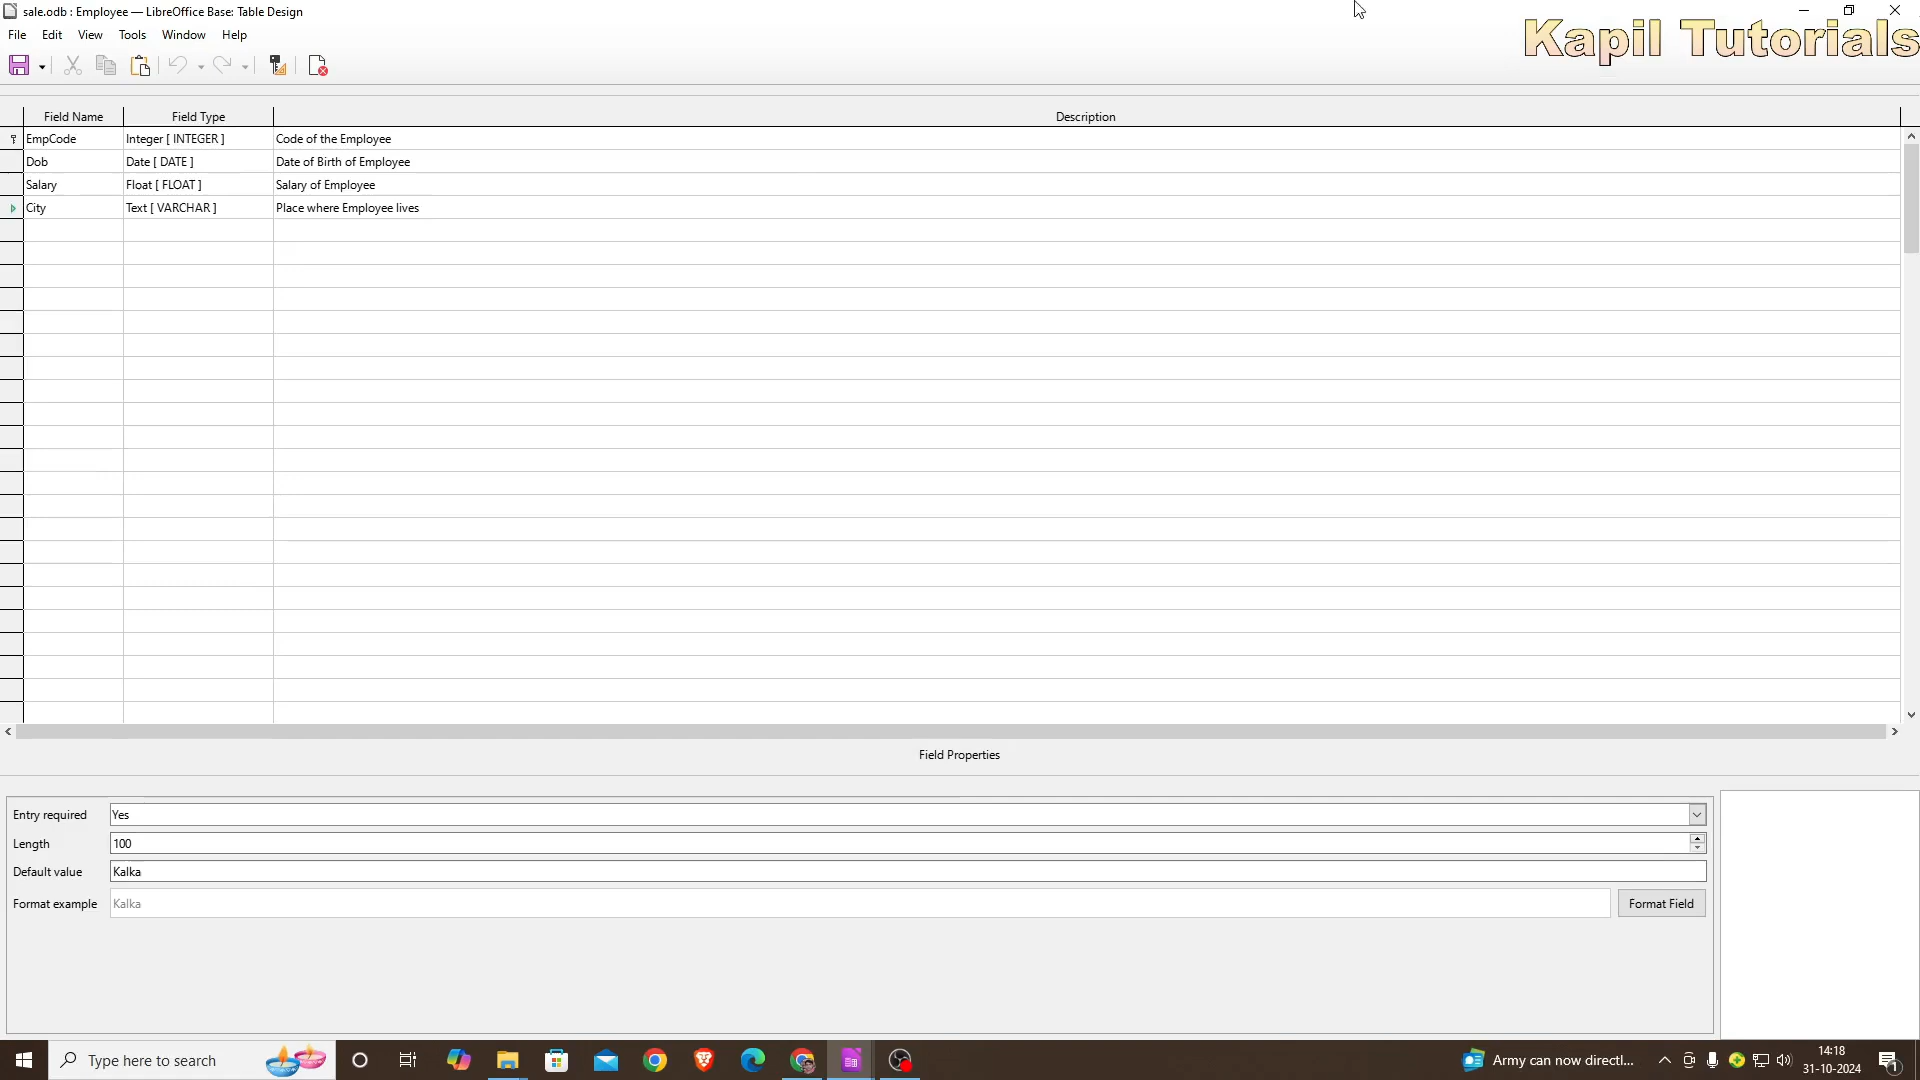 sale.odb : Employee — LibreOffice Base: Table Design
File Edit View Tools Window Help
Kapil Tutorials
Field Name Field Type Description
EmpCode Integer [ INTEGER ] Code of the Employee
Dob Date [ DATE ] Date of Birth of Employee
Salary Float [ FLOAT ] Salary of Employee
City Text [ VARCHAR ] Place where Employee lives
Field Properties
Entry required Yes
Length 100
Default value Kalka
Format example Kalka Format Field
Type here to search
Army can now directl...
14:18
31-10-2024
1